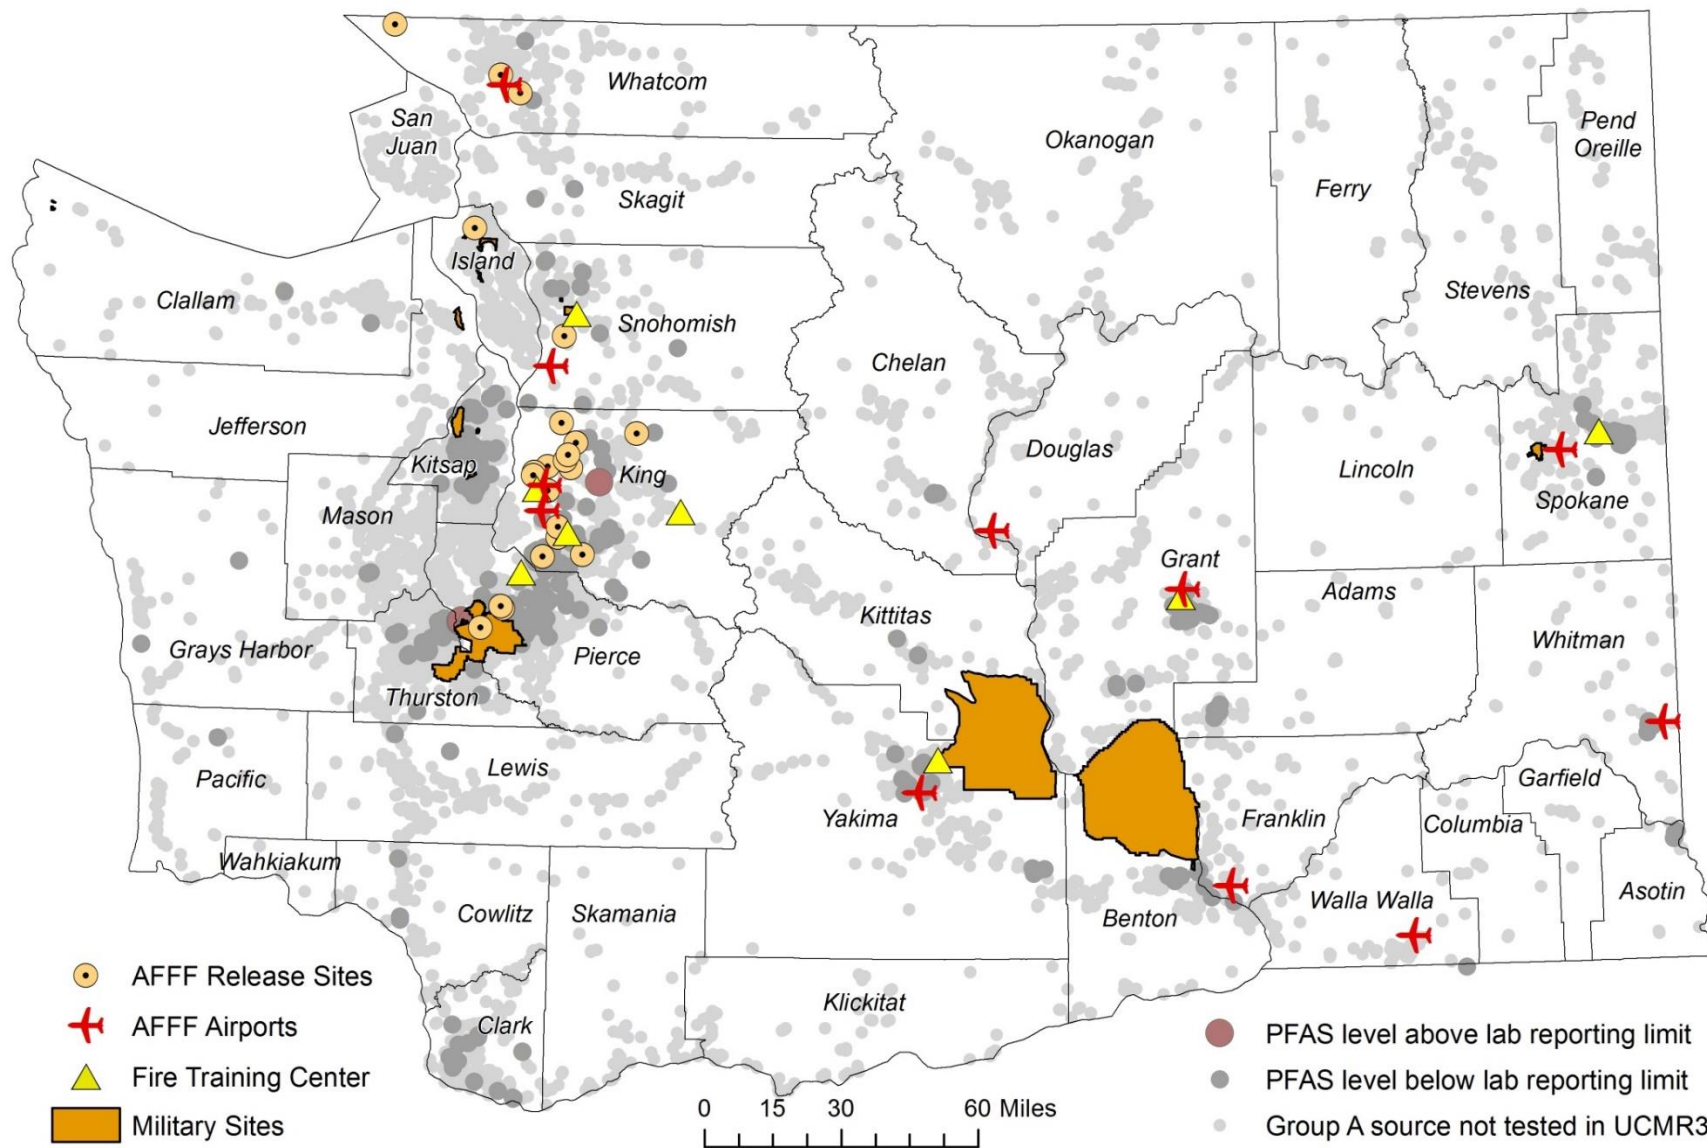 Whatcom
San
Juan
Okanogan
Pend
Oreille
Ferry
Skagit
Island
Clallam
Stevens
Snohomish
Chelan
Jefferson
Douglas
Kitsap
King
Lincoln
Spokane
Mason
Grant
Adams
Kittitas
Whitman
Grays Harbor
Pierce
Thurston
Lewis
Pacific
Garfield
Yakima
Franklin
Columbia
Wahkiakum
Asotin
Walla Walla
Cowlitz
Skamania
Benton
Klickitat
Clark
AFFF Release Sites
AFFF Airports
Fire Training Center
Military Sites
0 15 30 60 Miles
PFAS level above lab reporting limit
PFAS level below lab reporting limit
Group A source not tested in UCMR3